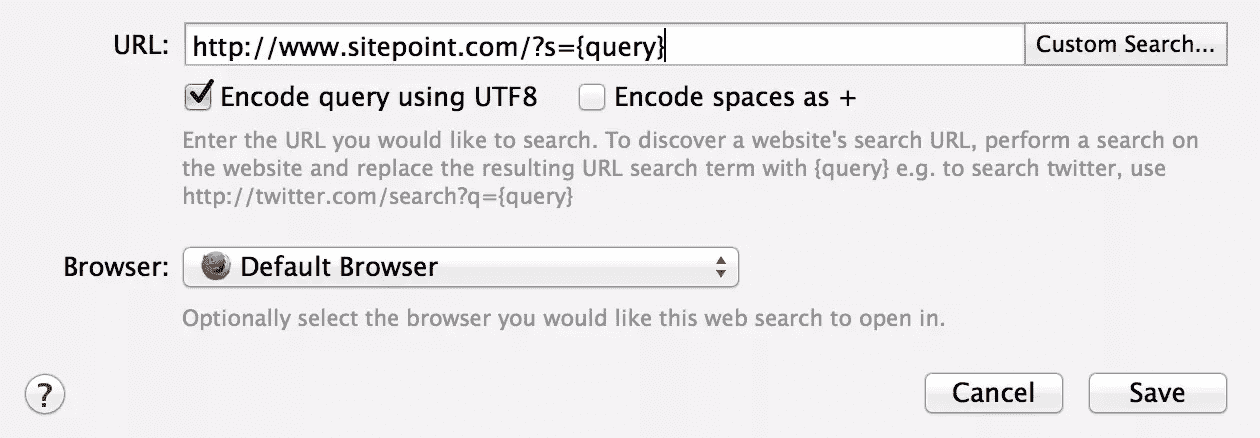 URL: http://www.sitepoint.com/?s={query} Custom Search...
Encode query using UTF8 Encode spaces as +
Enter the URL you would like to search. To discover a website's search URL, perform a search on
the website and replace the resulting URL search term with {query} e.g. to search twitter, use
http://twitter.com/search?q={query}
Browser: Default Browser
Optionally select the browser you would like this web search to open in.
? Cancel Save